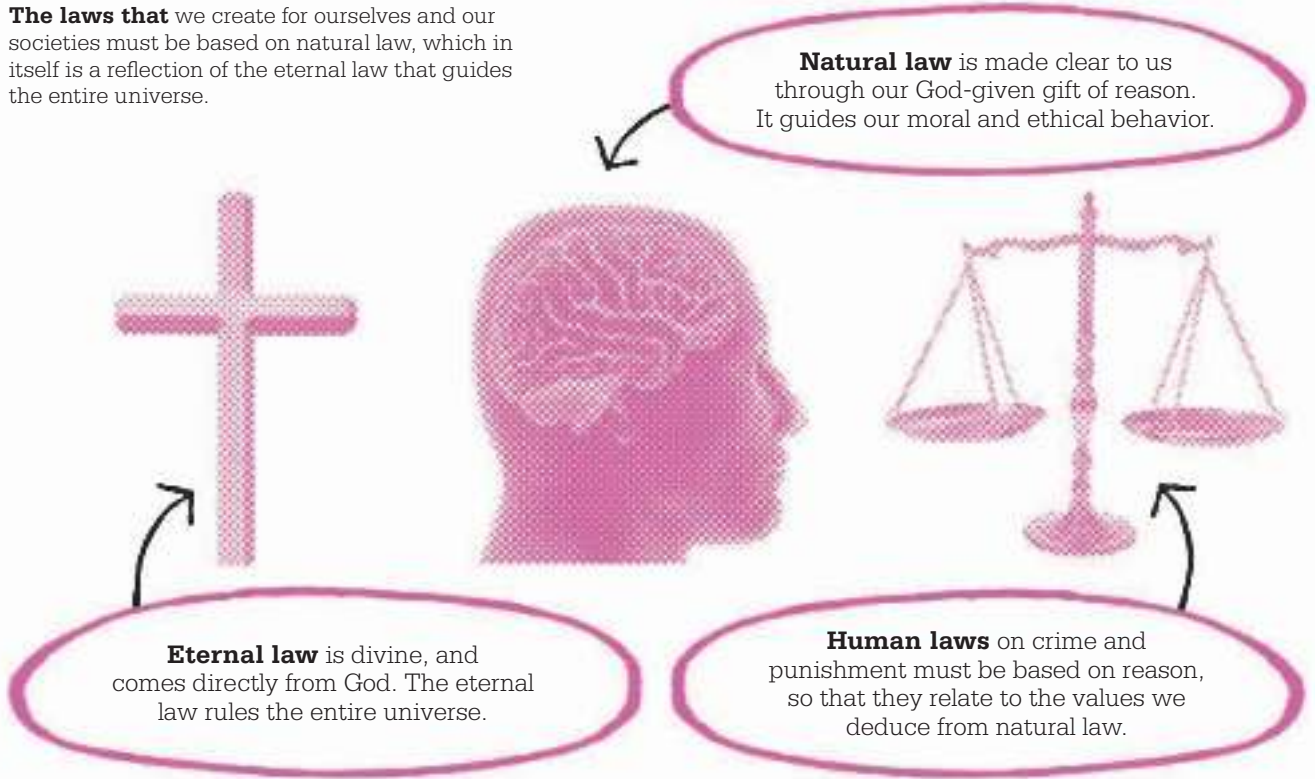 The laws that we create for ourselves and our
societies must be based on natural law, which in
itself is a reflection of the eternal law that guides
the entire universe.
Natural law is made clear to us
through our God-given gift of reason.
It guides our moral and ethical behavior.
Eternal law is divine, and
comes directly from God. The eternal
law rules the entire universe.
Human laws on crime and
punishment must be based on reason,
so that they relate to the values we
deduce from natural law.